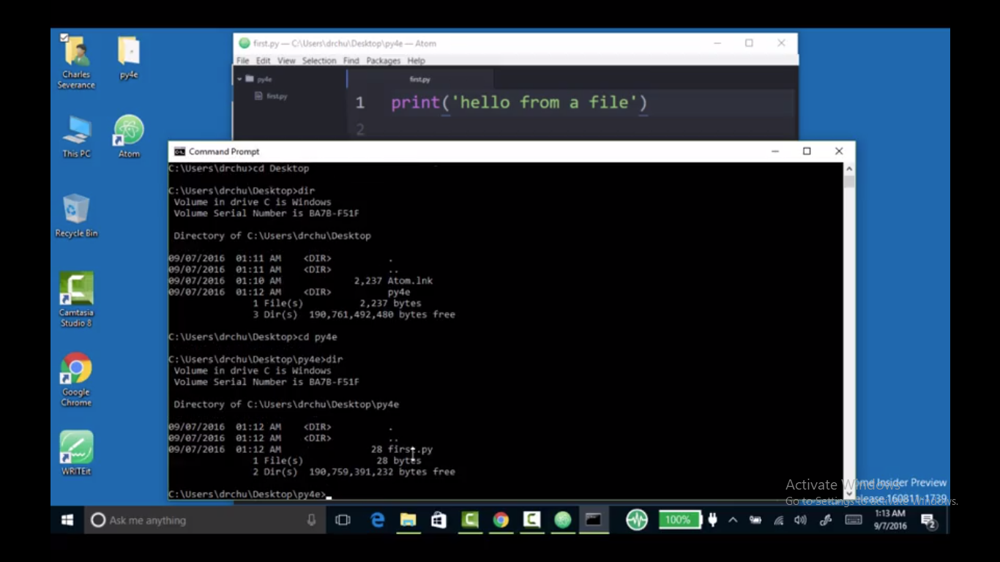 Charles
Severance
py4e
This PC
Atom
Recycle Bin
Camtasia
Studio 8
Google
Chrome
WRITEit
first.py — C:\Users\drchu\Desktop\py4e — Atom
File Edit View Selection Find Packages Help
py4e
first.py
first.py
1 print('hello from a file')
2
Command Prompt
C:\Users\drchu>cd Desktop
C:\Users\drchu\Desktop>dir
Volume in drive C is Windows
Volume Serial Number is BA7B-F51F
Directory of C:\Users\drchu\Desktop
09/07/2016 01:11 AM <DIR> .
09/07/2016 01:11 AM <DIR> ..
09/07/2016 01:10 AM 2,237 Atom.lnk
09/07/2016 01:12 AM <DIR> py4e
1 File(s) 2,237 bytes
3 Dir(s) 190,761,492,480 bytes free
C:\Users\drchu\Desktop>cd py4e
C:\Users\drchu\Desktop\py4e>dir
Volume in drive C is Windows
Volume Serial Number is BA7B-F51F
Directory of C:\Users\drchu\Desktop\py4e
09/07/2016 01:12 AM <DIR> .
09/07/2016 01:12 AM <DIR> ..
09/07/2016 01:12 AM 28 first.py
1 File(s) 28 bytes
2 Dir(s) 190,759,391,232 bytes free
C:\Users\drchu\Desktop\py4e>
Activate Windows
Go to Settings to activate Windows.
Insider Preview
160811-1739
Ask me anything
100%
1:13 AM
9/7/2016
2